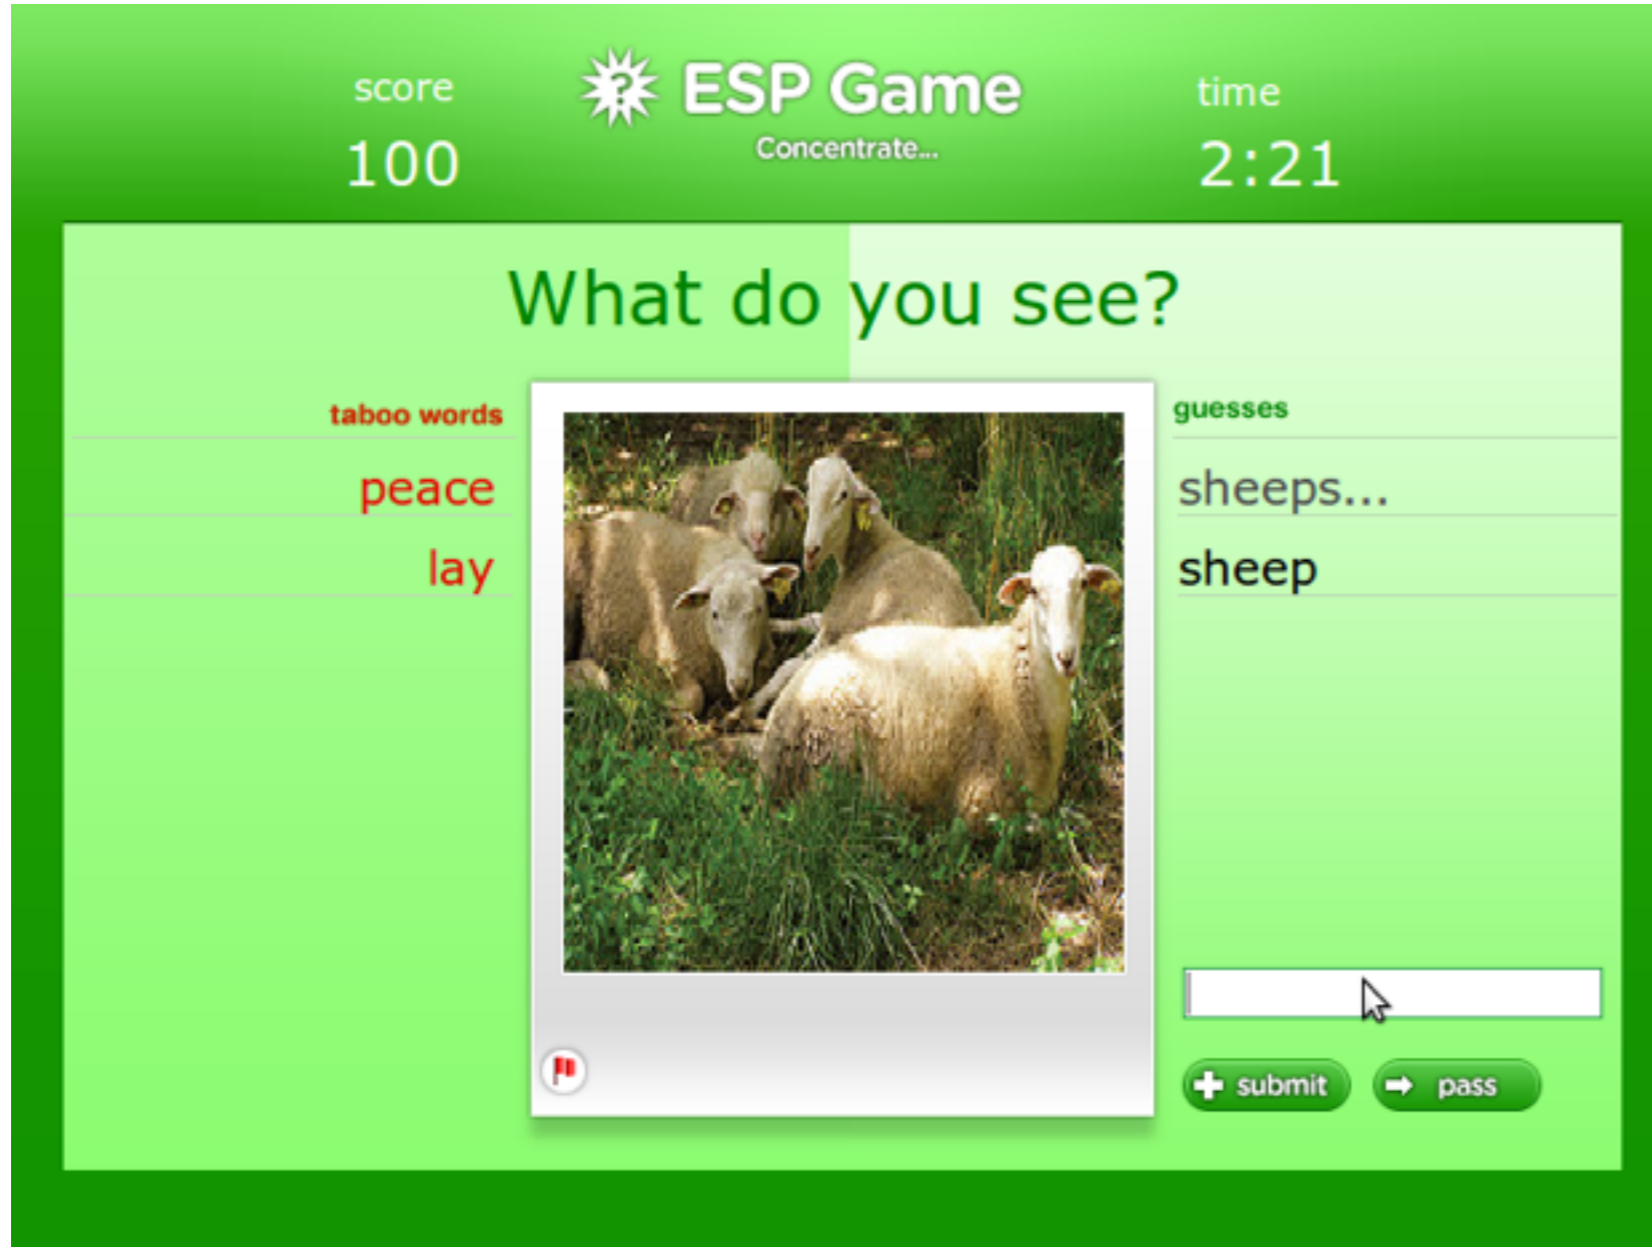 score
ESP Game
time
100
Concentrate...
2:21
What do you see?
taboo words
guesses
peace
sheeps...
lay
sheep
submit
pass